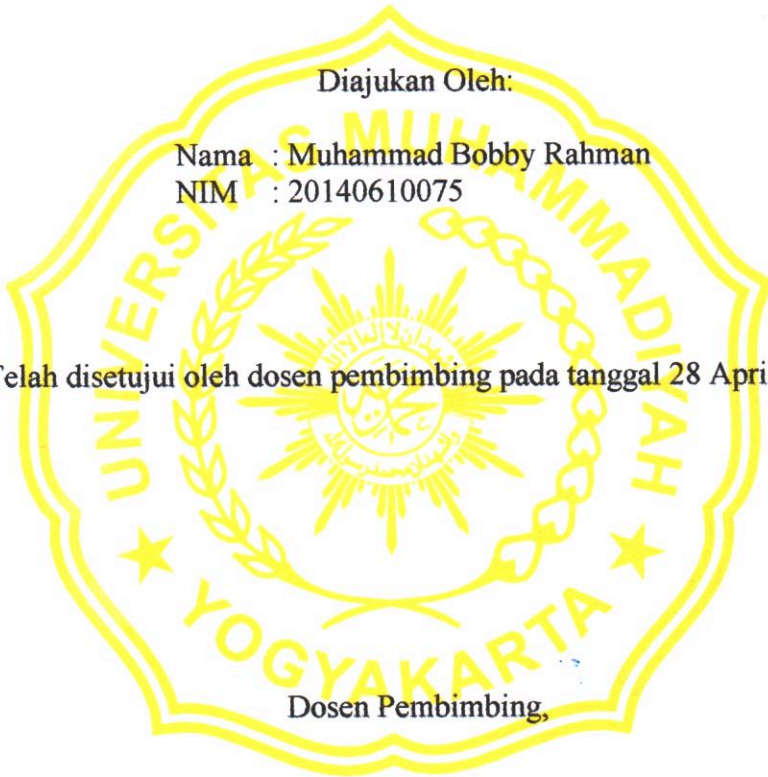 Diajukan Oleh:
Nama : Muhammad Bobby Rahman
NIM : 20140610075
UNIVERSITAS MUHAMMADIYAH
Telah disetujui oleh dosen pembimbing pada tanggal 28 Apri
YOGYAKARTA
Dosen Pembimbing,